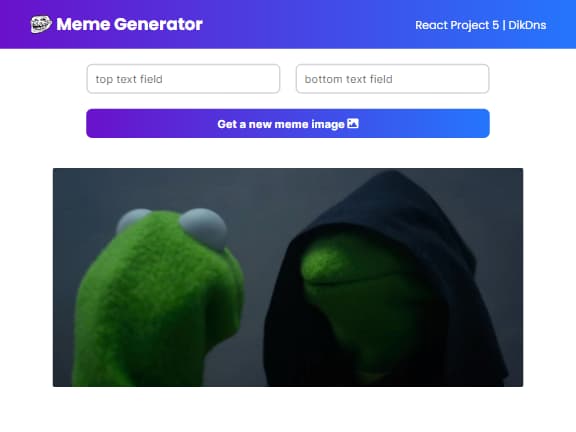 Meme Generator
React Project 5 | DikDns
top text field
bottom text field
Get a new meme image